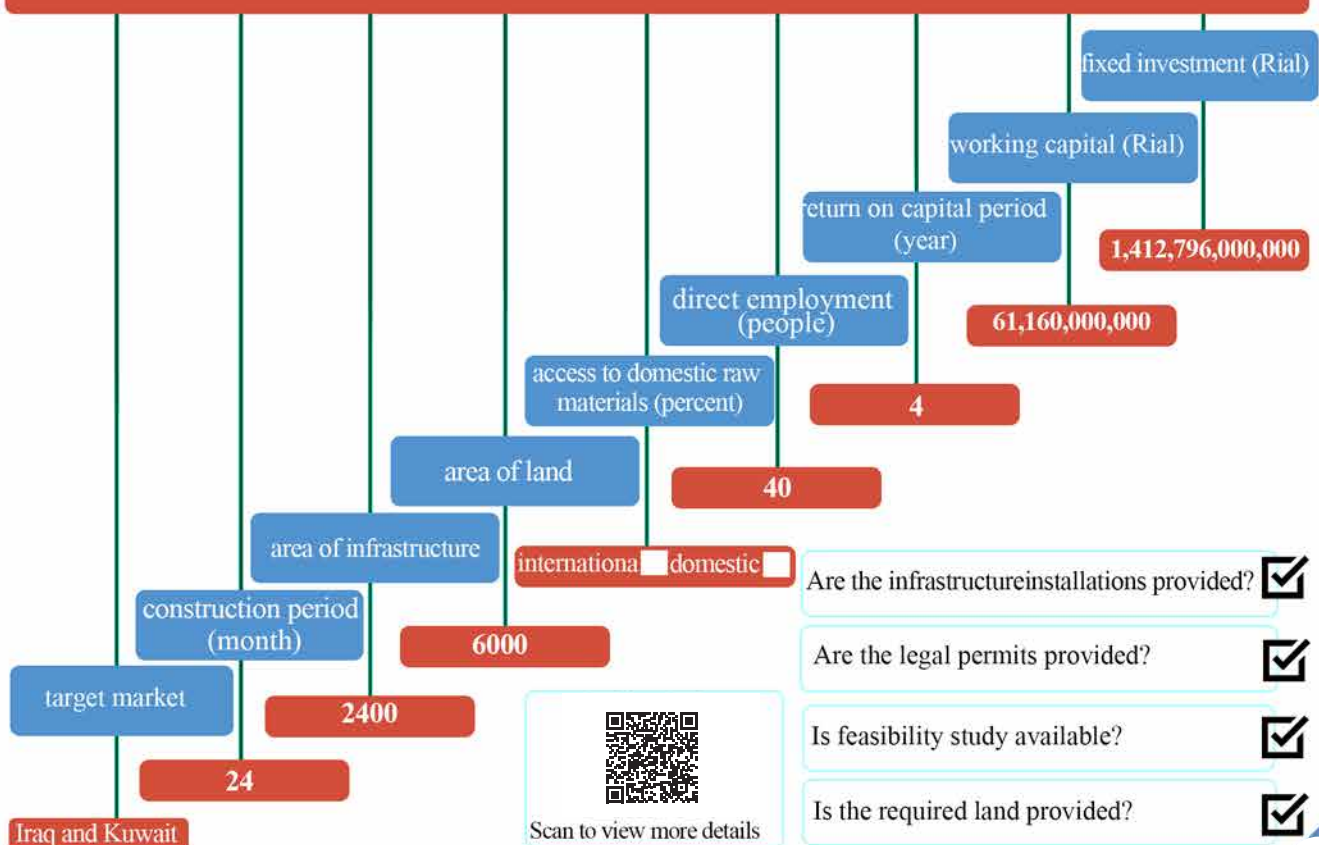 fixed investment (Rial)
1,412,796,000,000
working capital (Rial)
61,160,000,000
return on capital period
(year)
4
direct employment
(people)
40
access to domestic raw
materials (percent)
internationa domestic
area of land
6000
area of infrastructure
2400
construction period
(month)
24
target market
Iraq and Kuwait
Scan to view more details
Are the infrastructureinstallations provided?
Are the legal permits provided?
Is feasibility study available?
Is the required land provided?